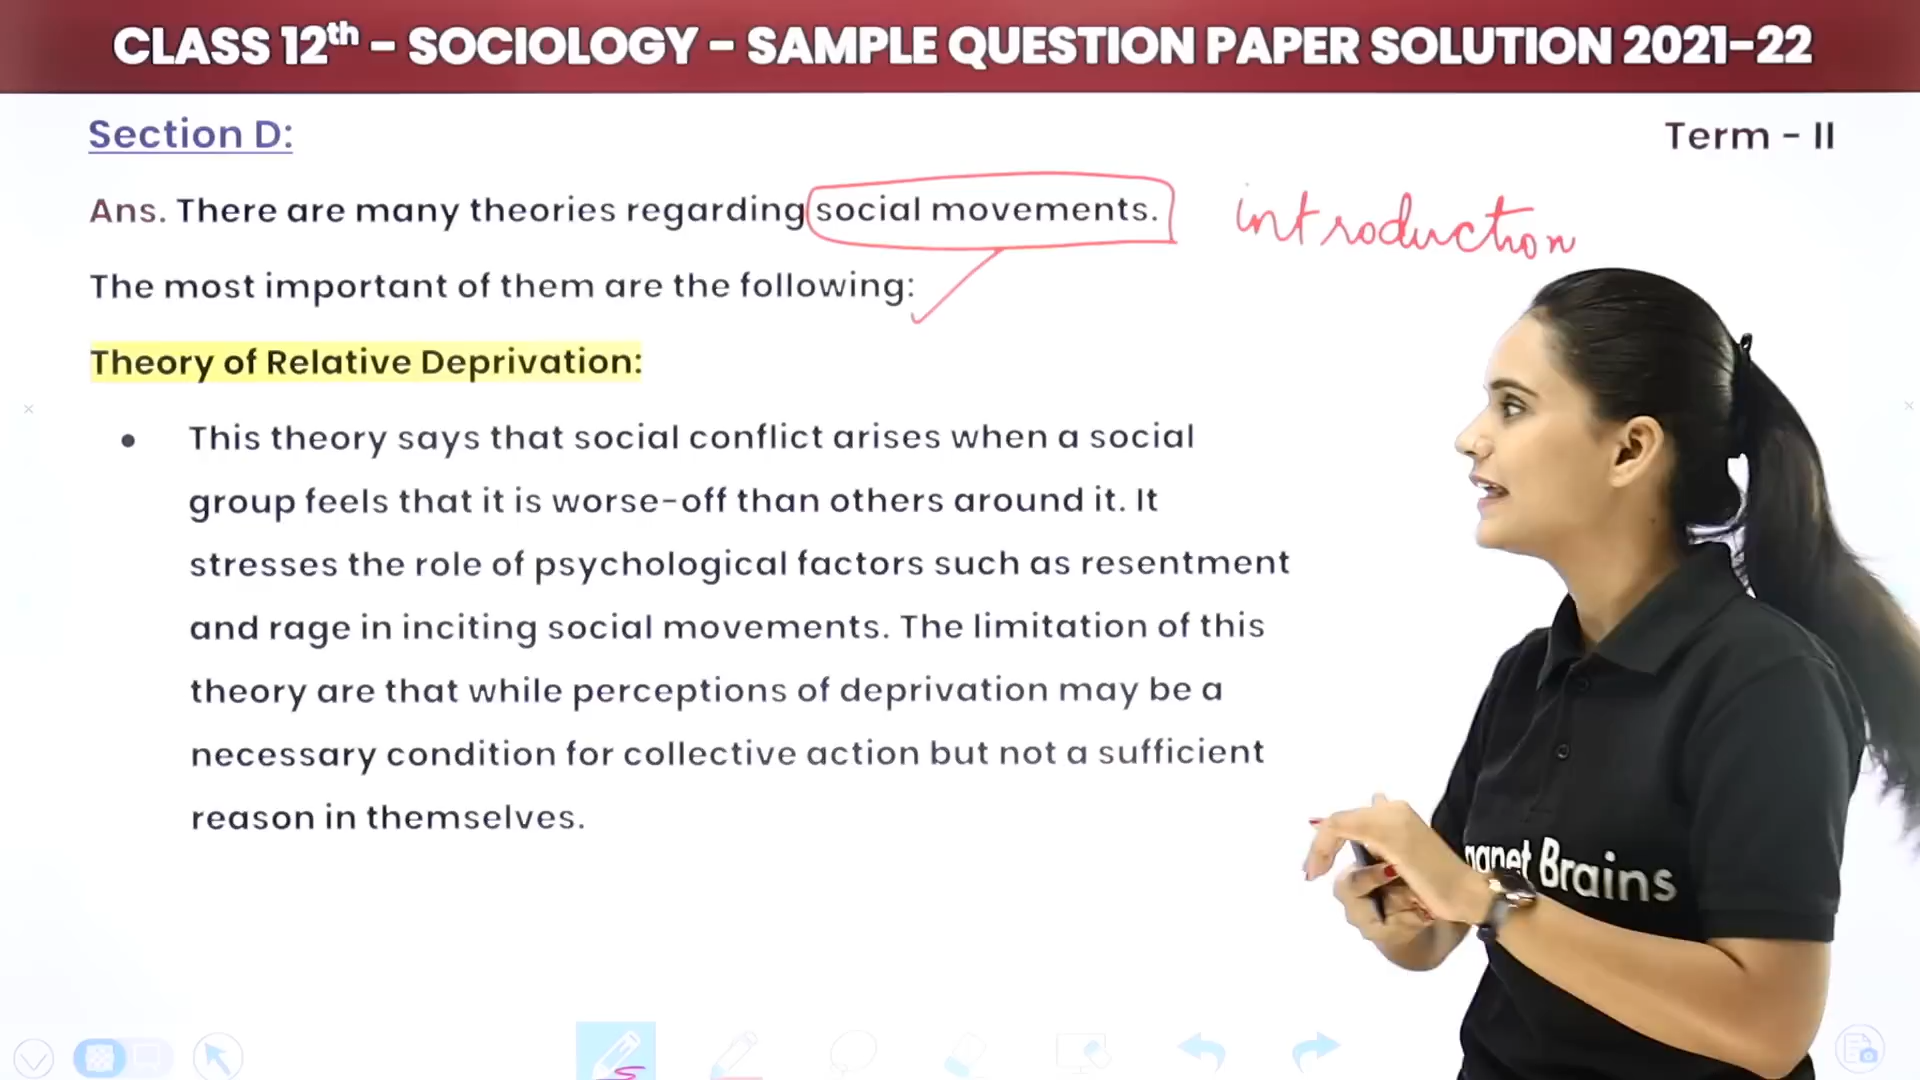 CLASS 12th – SOCIOLOGY – SAMPLE QUESTION PAPER SOLUTION 2021-22
Section D:
Term – II
Ans. There are many theories regarding social movements.
introduction
The most important of them are the following:
Theory of Relative Deprivation:
• This theory says that social conflict arises when a social
group feels that it is worse-off than others around it. It
stresses the role of psychological factors such as resentment
and rage in inciting social movements. The limitation of this
theory are that while perceptions of deprivation may be a
necessary condition for collective action but not a sufficient
reason in themselves.
agnet Brains